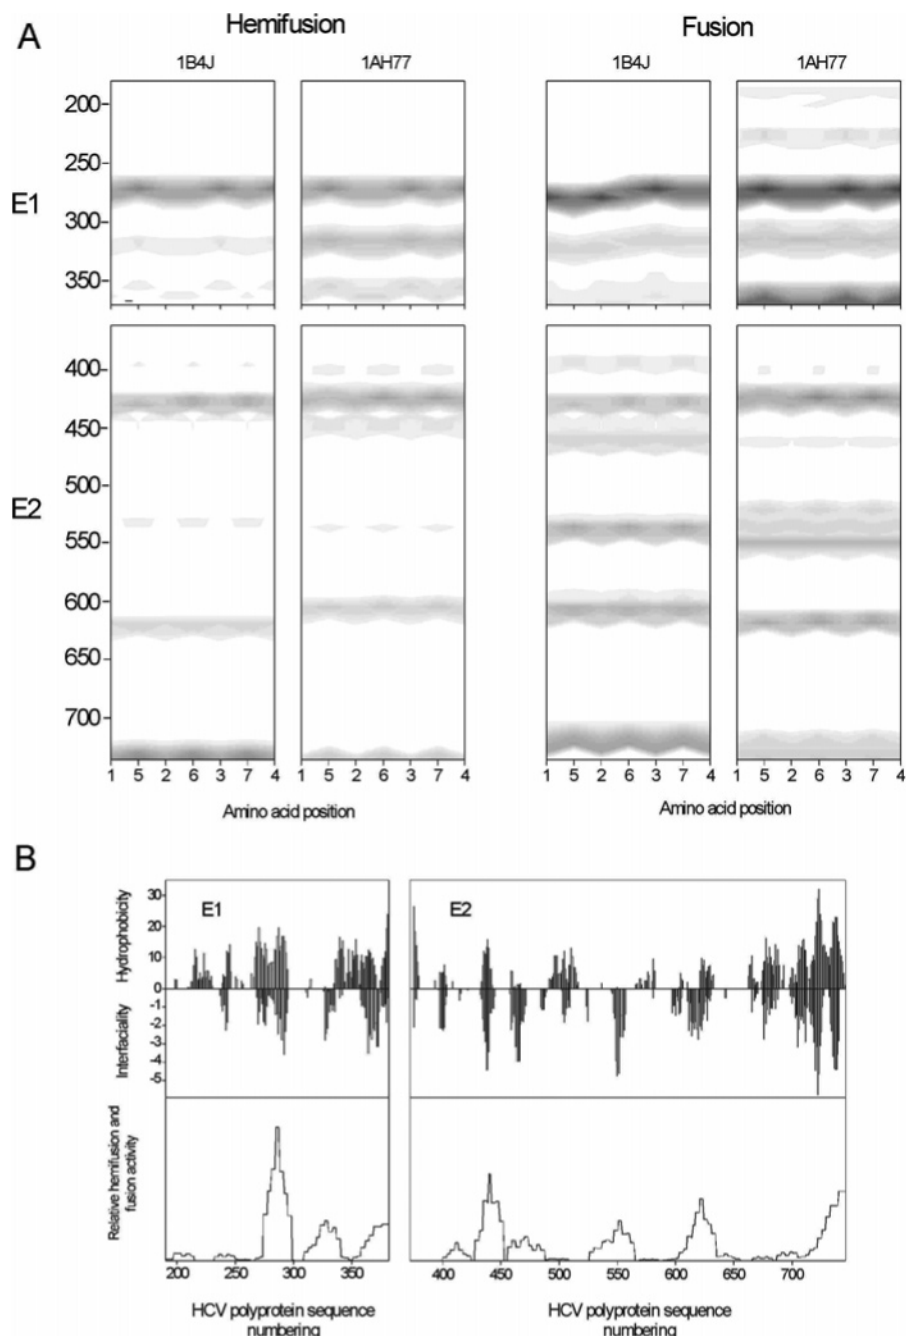 A
Hemifusion Fusion
1B4J 1AH77 1B4J 1AH77
E1
200
250
300
350
E2
400
450
500
550
600
650
700
1 5 2 6 3 7 4 1 5 2 6 3 7 4 1 5 2 6 3 7 4 1 5 2 6 3 7 4
Amino acid position Amino acid position
B
Hydrophobicity
30
20
10
0
E1 E2
Interfaciality
-1
-2
-3
-4
-5
Relative hemifusion and
fusion activity
200 250 300 350 400 450 500 550 600 650 700
HCV polyprotein sequence HCV polyprotein sequence
numbering numbering